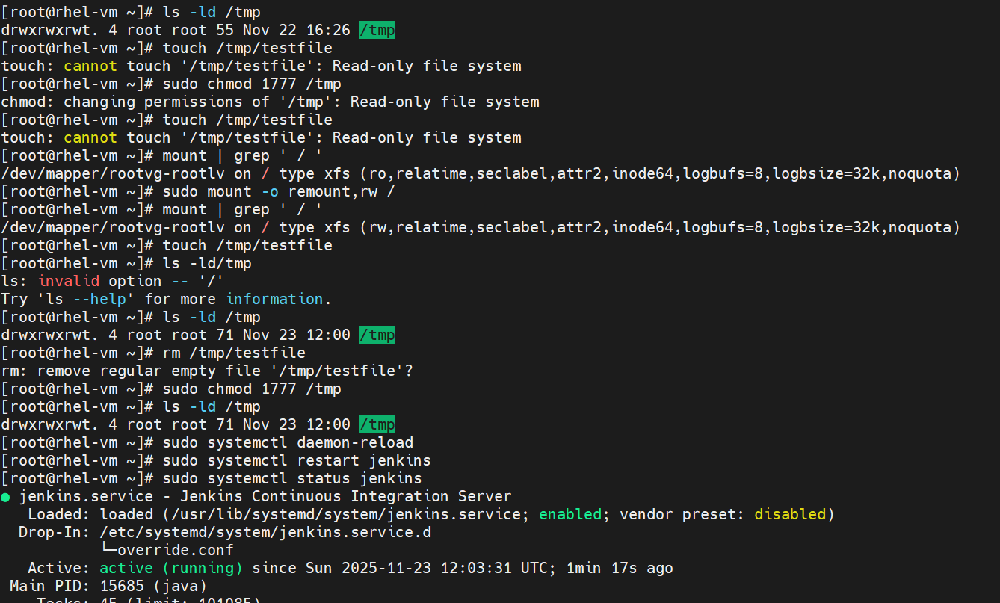 [root@rhel-vm ~]# ls -ld /tmp
drwxrwxrwt. 4 root root 55 Nov 22 16:26 /tmp
[root@rhel-vm ~]# touch /tmp/testfile
touch: cannot touch '/tmp/testfile': Read-only file system
[root@rhel-vm ~]# sudo chmod 1777 /tmp
chmod: changing permissions of '/tmp': Read-only file system
[root@rhel-vm ~]# touch /tmp/testfile
touch: cannot touch '/tmp/testfile': Read-only file system
[root@rhel-vm ~]# mount | grep ' / '
/dev/mapper/rootvg-rootlv on / type xfs (ro,relatime,seclabel,attr2,inode64,logbufs=8,logbsize=32k,noquota)
[root@rhel-vm ~]# sudo mount -o remount,rw /
[root@rhel-vm ~]# mount | grep ' / '
/dev/mapper/rootvg-rootlv on / type xfs (rw,relatime,seclabel,attr2,inode64,logbufs=8,logbsize=32k,noquota)
[root@rhel-vm ~]# touch /tmp/testfile
[root@rhel-vm ~]# ls -ld/tmp
ls: invalid option -- '/'
Try 'ls --help' for more information.
[root@rhel-vm ~]# ls -ld /tmp
drwxrwxrwt. 4 root root 71 Nov 23 12:00 /tmp
[root@rhel-vm ~]# rm /tmp/testfile
rm: remove regular empty file '/tmp/testfile'?
[root@rhel-vm ~]# sudo chmod 1777 /tmp
[root@rhel-vm ~]# ls -ld /tmp
drwxrwxrwt. 4 root root 71 Nov 23 12:00 /tmp
[root@rhel-vm ~]# sudo systemctl daemon-reload
[root@rhel-vm ~]# sudo systemctl restart jenkins
[root@rhel-vm ~]# sudo systemctl status jenkins
● jenkins.service - Jenkins Continuous Integration Server
   Loaded: loaded (/usr/lib/systemd/system/jenkins.service; enabled; vendor preset: disabled)
  Drop-In: /etc/systemd/system/jenkins.service.d
           └─override.conf
   Active: active (running) since Sun 2025-11-23 12:03:31 UTC; 1min 17s ago
 Main PID: 15685 (java)
    Tasks: 45 (limit: 101085)